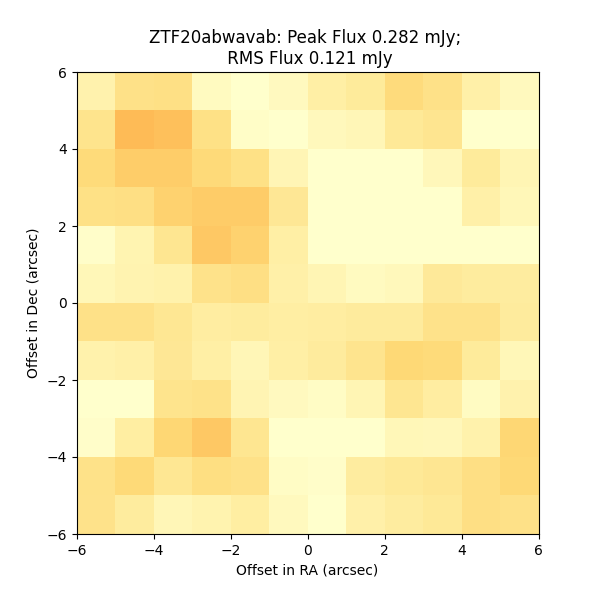 ZTF20abwavab: Peak Flux 0.282 mJy;
RMS Flux 0.121 mJy
6
4
2
0
−2
−4
−6
Offset in Dec (arcsec)
−6 −4 −2 0 2 4 6
Offset in RA (arcsec)